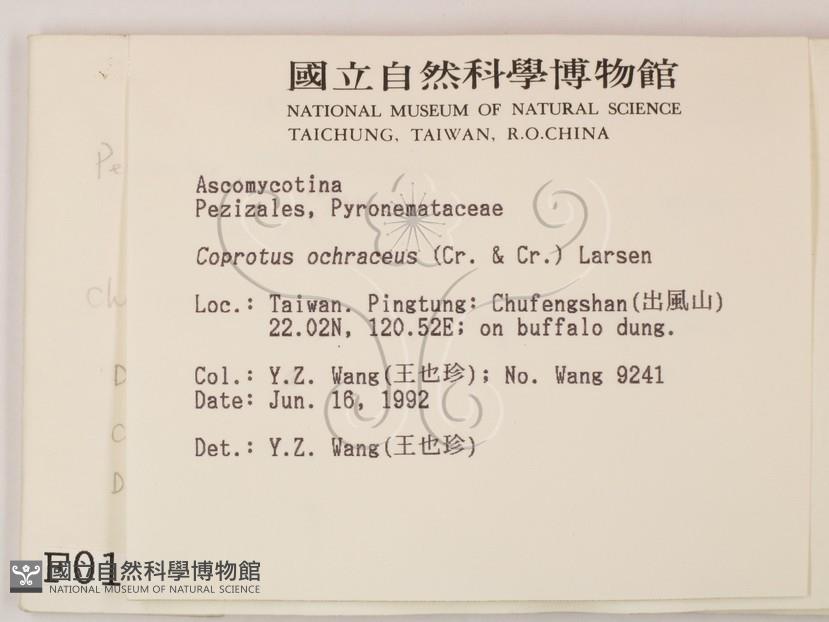 國立自然科學博物館
NATIONAL MUSEUM OF NATURAL SCIENCE
TAICHUNG, TAIWAN, R.O.CHINA
Ascomycotina
Pezizales, Pyronemataceae
Coprotus ochraceus (Cr. & Cr.) Larsen
Loc.: Taiwan. Pingtung: Chufengshan(出風山)
22.02N, 120.52E; on buffalo dung.
Col.: Y.Z. Wang(王也珍); No. Wang 9241
Date: Jun. 16, 1992
Det.: Y.Z. Wang(王也珍)
Pe
Ch
D
C
D
F01
國立自然科學博物館
NATIONAL MUSEUM OF NATURAL SCIENCE